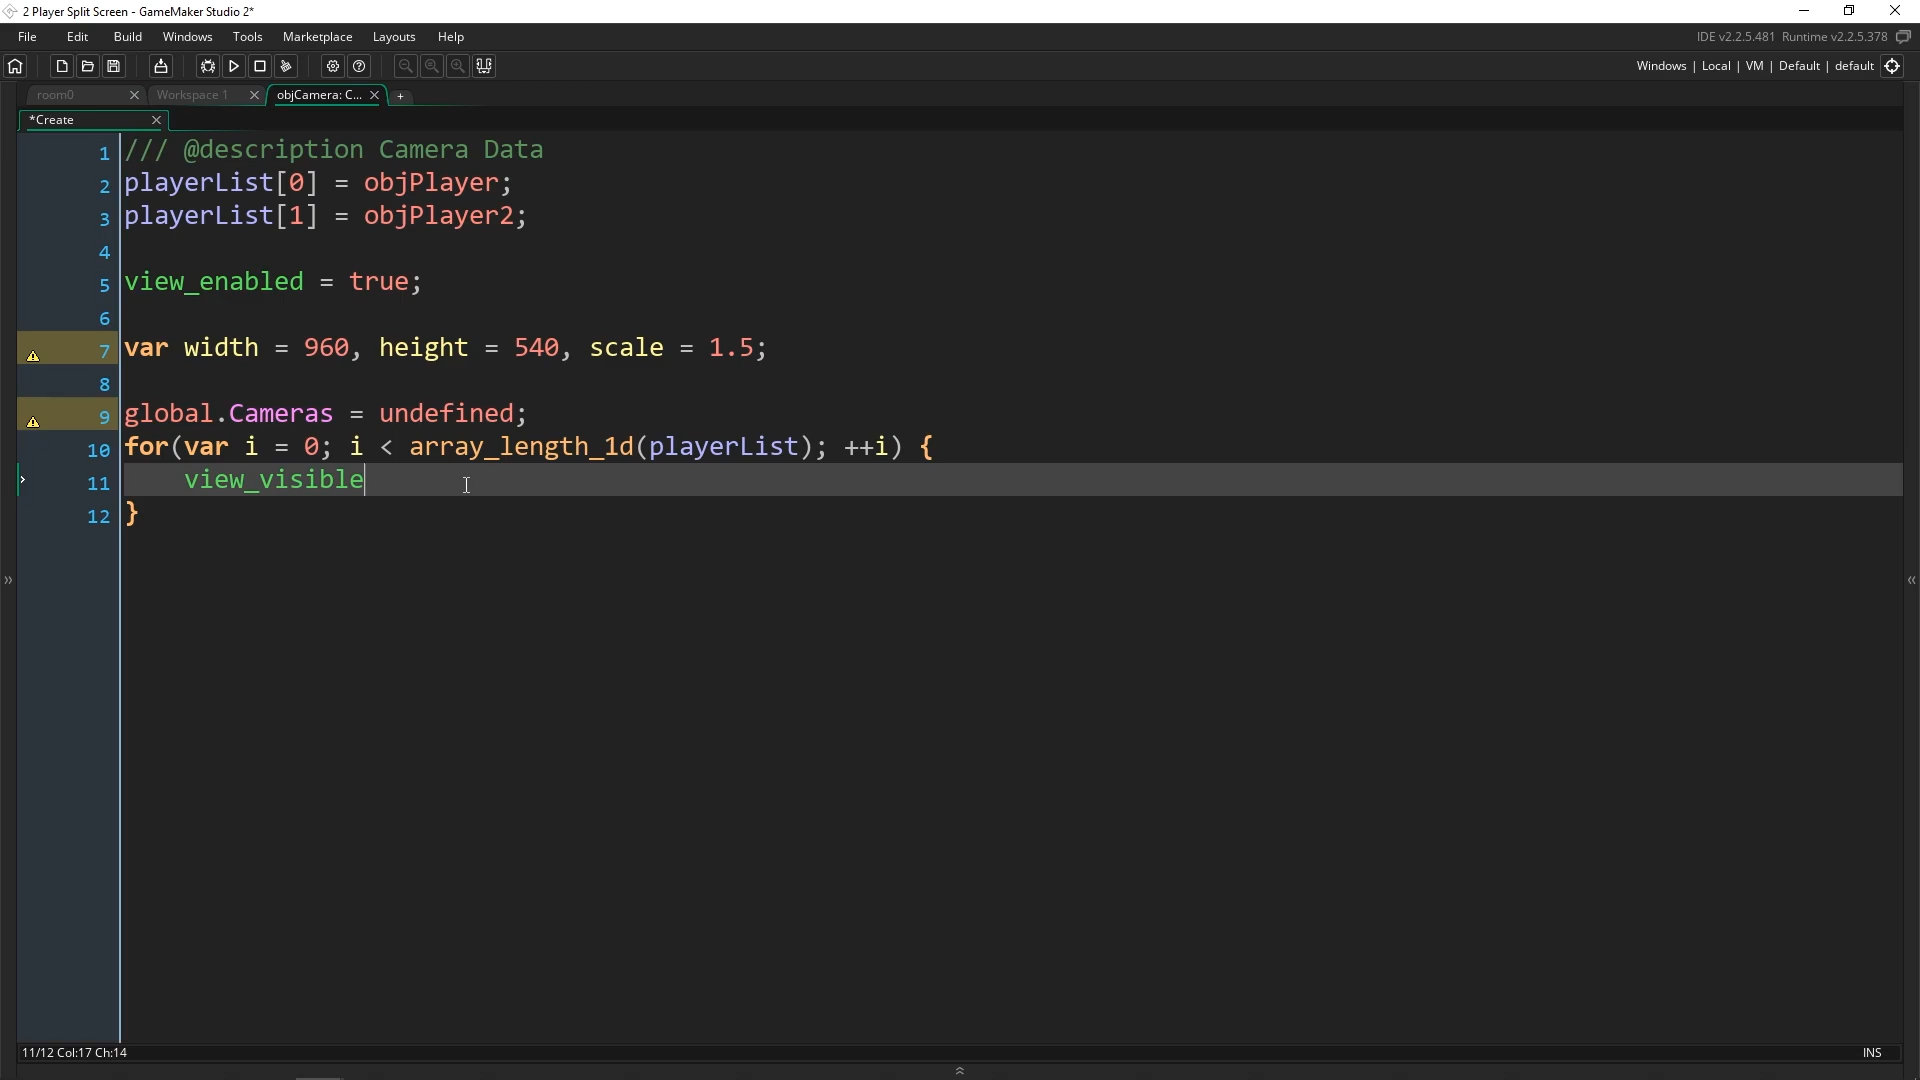 2 Player Split Screen - GameMaker Studio 2*
File Edit Build Windows Tools Marketplace Layouts Help
IDE v2.2.5.481 Runtime v2.2.5.378
Windows | Local | VM | Default | default
room0 Workspace 1 objCamera: C... +
*Create
1 /// @description Camera Data
2 playerList[0] = objPlayer;
3 playerList[1] = objPlayer2;
4
5 view_enabled = true;
6
7 var width = 960, height = 540, scale = 1.5;
8
9 global.Cameras = undefined;
10 for(var i = 0; i < array_length_1d(playerList); ++i) {
11 view_visible
12 }
11/12 Col:17 Ch:14
INS